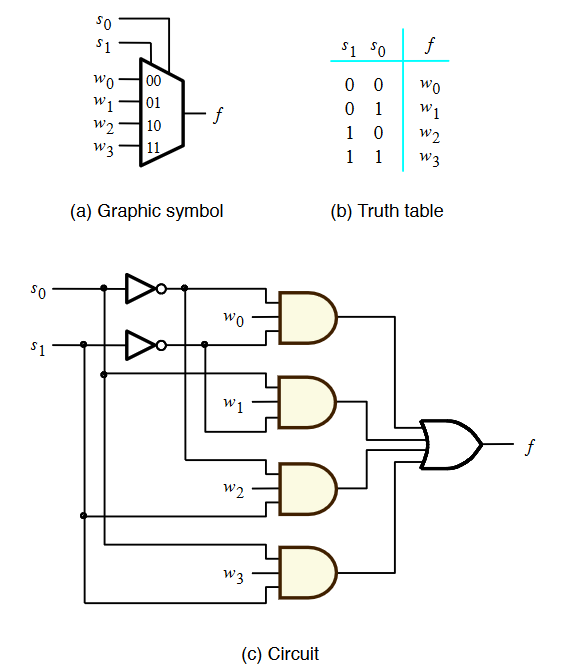 s0
s1
w0 00
w1 01
w2 10
w3 11
f
(a) Graphic symbol
s1 s0 f
0 0 w0
0 1 w1
1 0 w2
1 1 w3
(b) Truth table
s0
w0
s1
w1
f
w2
w3
(c) Circuit